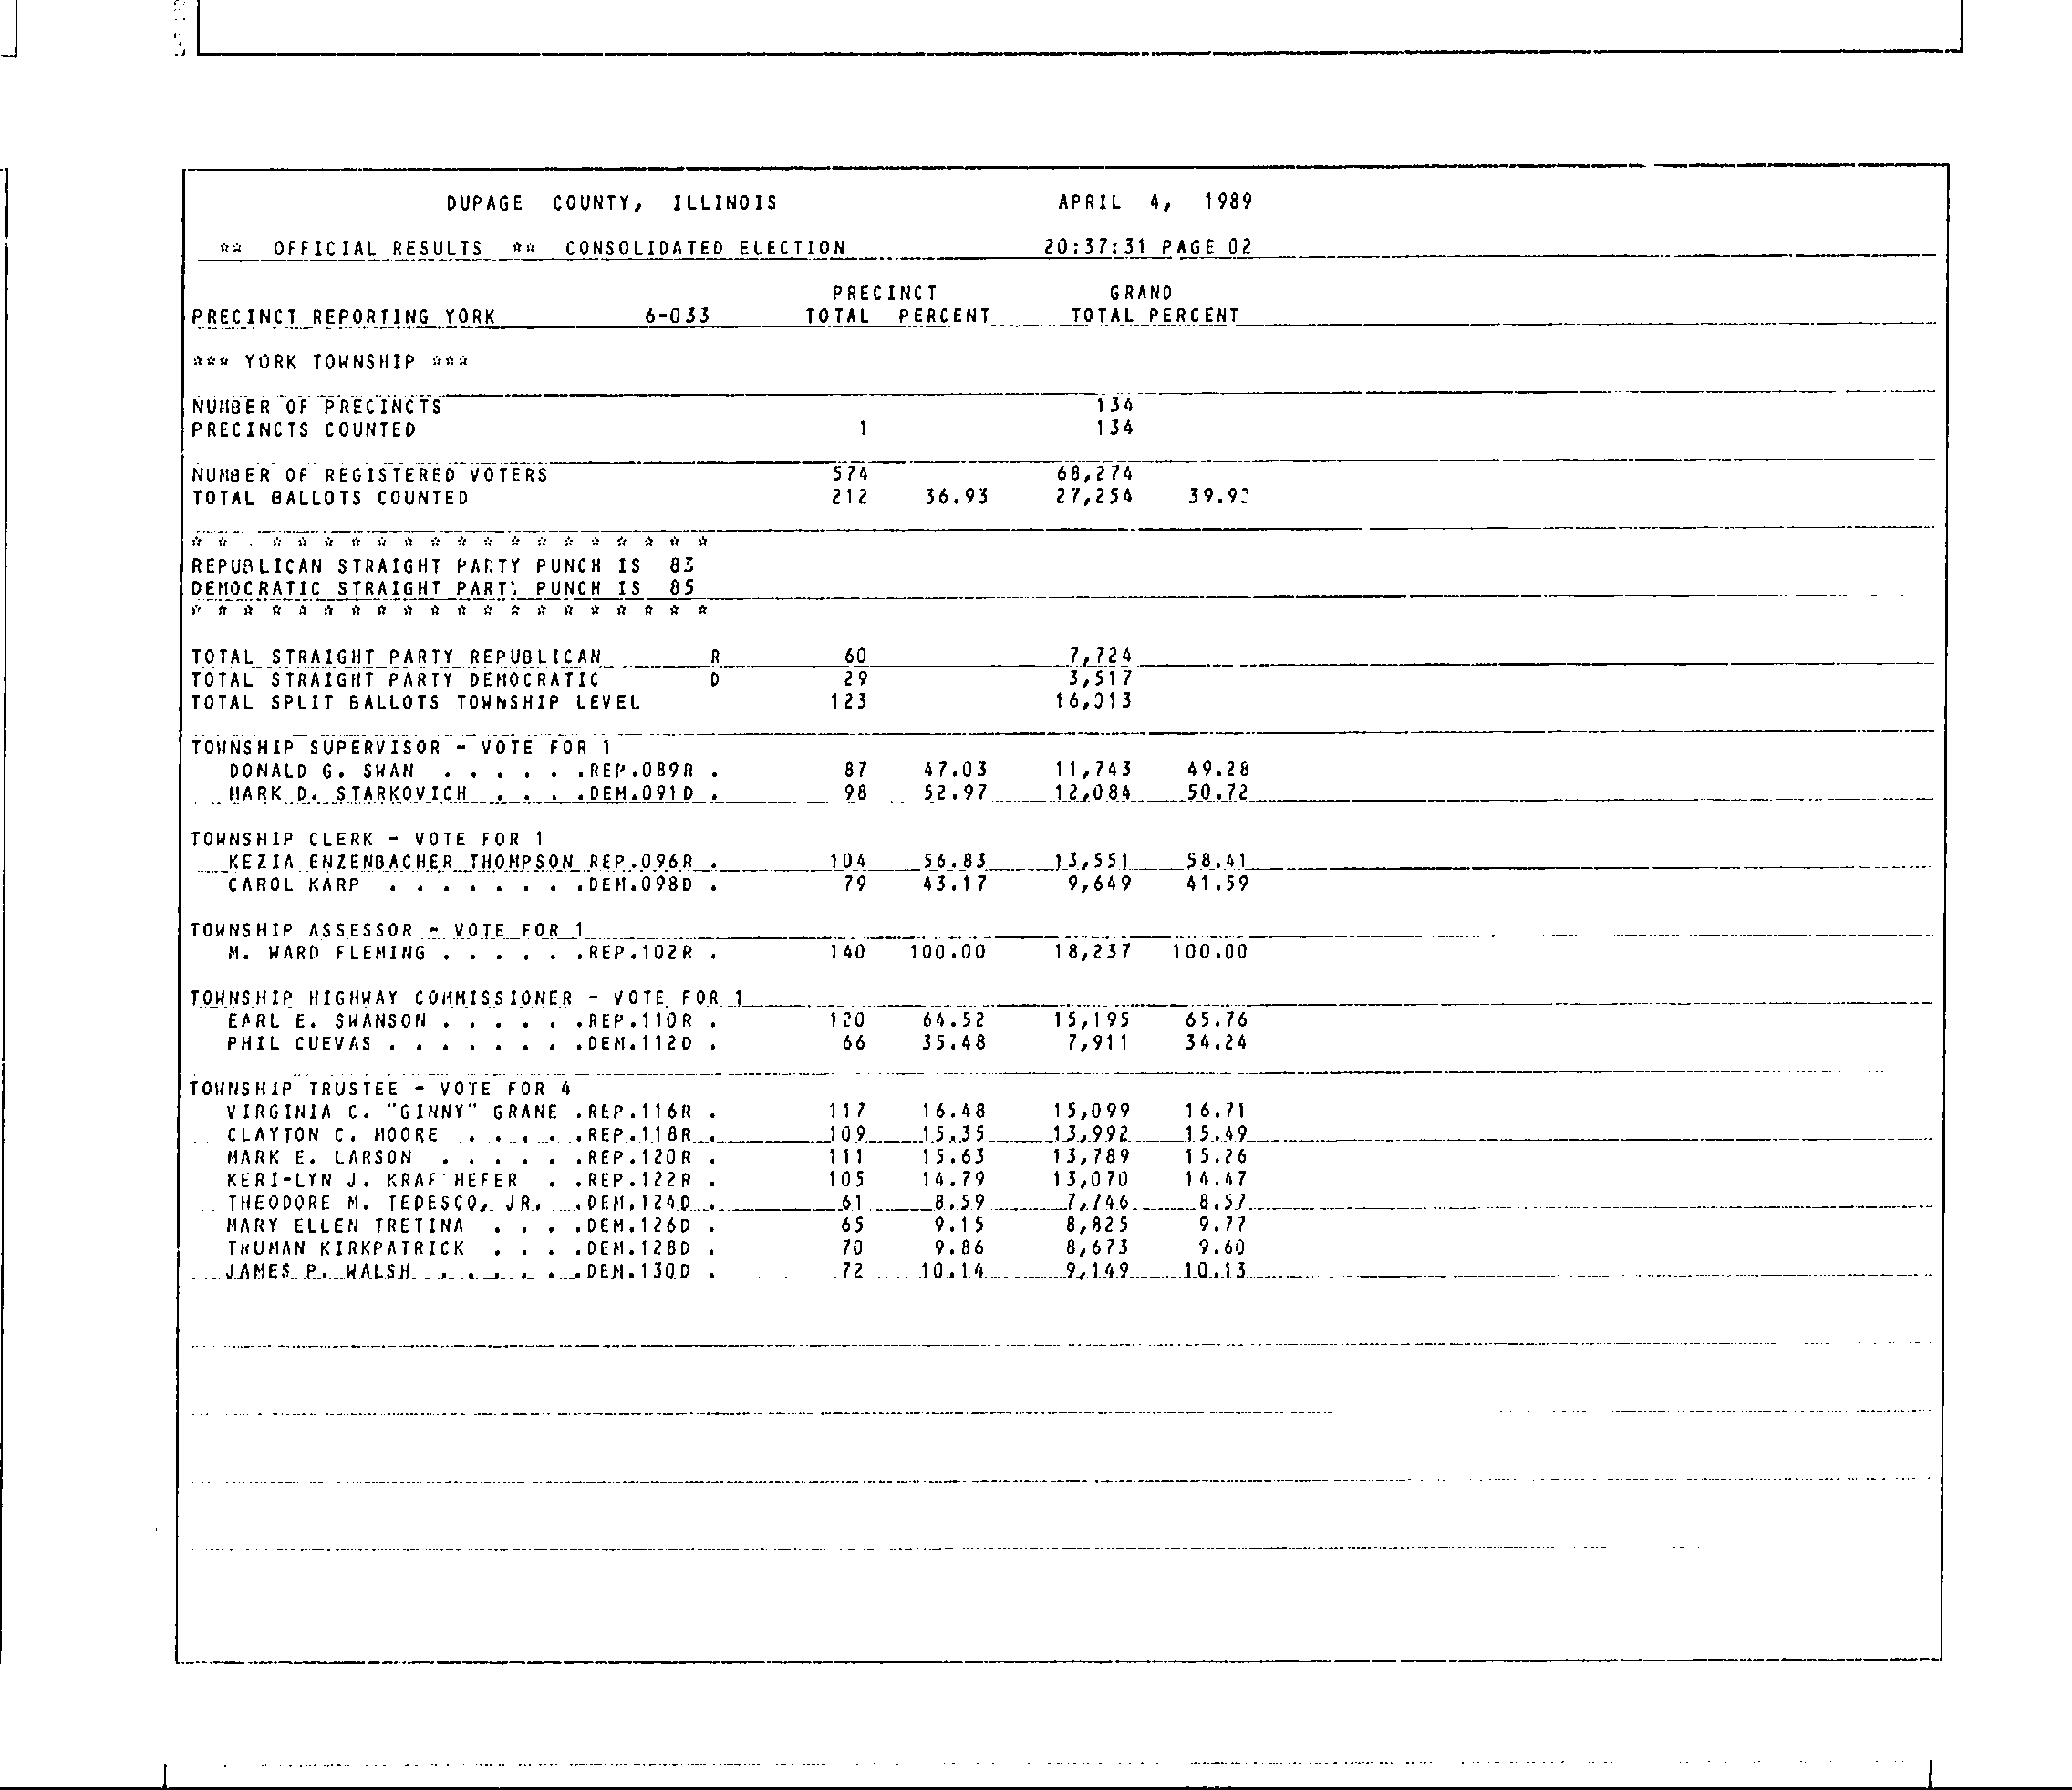 DUPAGE COUNTY, ILLINOIS APRIL 4, 1989
** OFFICIAL RESULTS ** CONSOLIDATED ELECTION 20:37:31 PAGE 02
PRECINCT GRAND
PRECINCT REPORTING YORK 6-033 TOTAL PERCENT TOTAL PERCENT
*** YORK TOWNSHIP ***
NUMBER OF PRECINCTS 134
PRECINCTS COUNTED 1 134
NUMBER OF REGISTERED VOTERS 574 68,274
TOTAL BALLOTS COUNTED 212 36.93 27,254 39.92
* * . * * * * * * * * * * * * * * * * *
REPUBLICAN STRAIGHT PARTY PUNCH IS 83
DEMOCRATIC STRAIGHT PARTY PUNCH IS 85
* * * * * * * * * * * * * * * * * * * *
TOTAL STRAIGHT PARTY REPUBLICAN R 60 7,724
TOTAL STRAIGHT PARTY DEMOCRATIC D 29 3,517
TOTAL SPLIT BALLOTS TOWNSHIP LEVEL 123 16,013
TOWNSHIP SUPERVISOR - VOTE FOR 1
DONALD G. SWAN . . . . . .REP.089R . 87 47.03 11,743 49.28
MARK D. STARKOVICH . . . .DEM.091D . 98 52.97 12,084 50.72
TOWNSHIP CLERK - VOTE FOR 1
KEZIA ENZENBACHER THOMPSON REP.096R . 104 56.83 13,551 58.41
CAROL KARP . . . . . . . .DEM.098D . 79 43.17 9,649 41.59
TOWNSHIP ASSESSOR - VOTE FOR 1
M. WARD FLEMING . . . . . .REP.102R . 140 100.00 18,237 100.00
TOWNSHIP HIGHWAY COMMISSIONER - VOTE FOR 1
EARL E. SWANSON . . . . . .REP.110R . 120 64.52 15,195 65.76
PHIL CUEVAS . . . . . . . .DEM.112D . 66 35.48 7,911 34.24
TOWNSHIP TRUSTEE - VOTE FOR 4
VIRGINIA C. "GINNY" GRANE .REP.116R . 117 16.48 15,099 16.71
CLAYTON C. MOORE . . . . .REP.118R . 109 15.35 13,992 15.49
MARK E. LARSON . . . . . .REP.120R . 111 15.63 13,789 15.26
KERI-LYN J. KRAFTHEFER . .REP.122R . 105 14.79 13,070 14.47
THEODORE M. TEDESCO, JR. .DEM.124D . 61 8.59 7,746 8.57
MARY ELLEN TRETINA . . . .DEM.126D . 65 9.15 8,825 9.77
TRUMAN KIRKPATRICK . . . .DEM.128D . 70 9.86 8,673 9.60
JAMES P. WALSH . . . . . .DEM.130D . 72 10.14 9,149 10.13